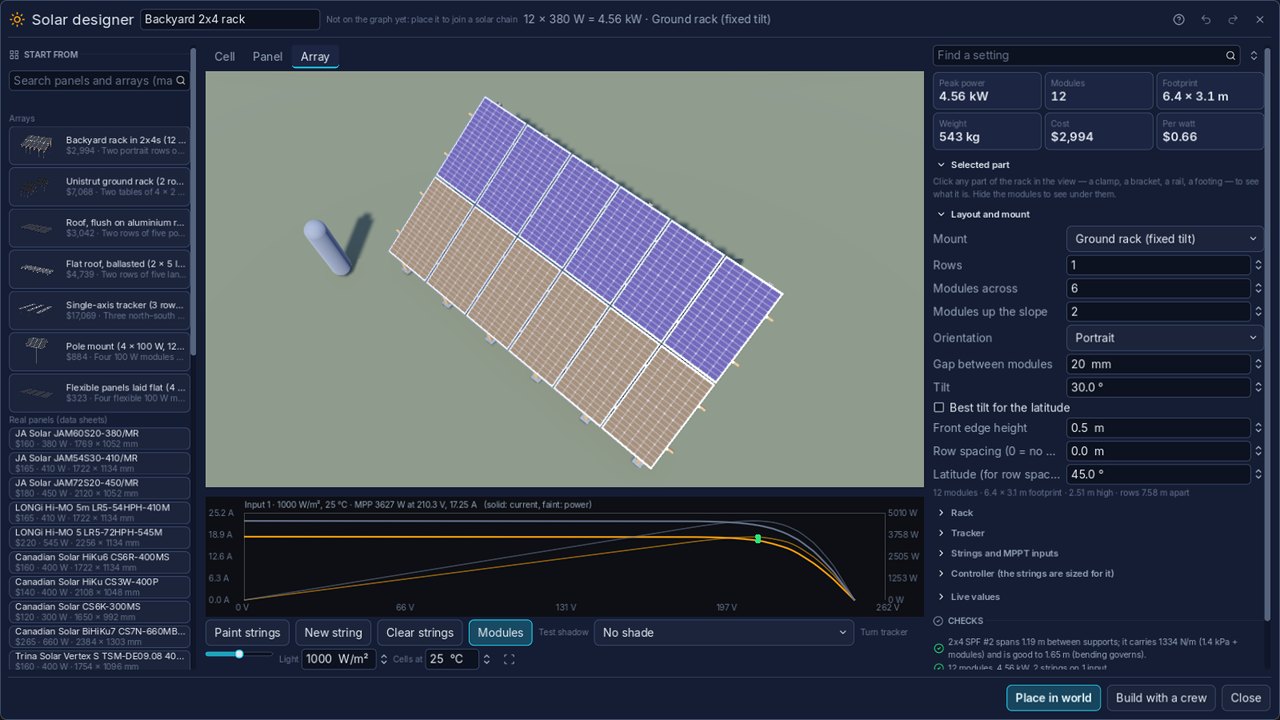 Solar designer
Backyard 2x4 rack
Not on the graph yet: place it to join a solar chain
12 × 380 W = 4.56 kW · Ground rack (fixed tilt)
START FROM
Search panels and arrays (ma
Arrays
Backyard rack in 2x4s (12 ...
$2,994 · Two portrait rows o...
Unistrut ground rack (2 ro...
$7,068 · Two tables of 4 × 2 ...
Roof, flush on aluminium r...
$3,042 · Two rows of five po...
Flat roof, ballasted (2 × 5 l...
$4,739 · Two rows of five lan...
Single-axis tracker (3 row...
$17,069 · Three north–south ...
Pole mount (4 × 100 W, 12...
$884 · Four 100 W modules ...
Flexible panels laid flat (4 ...
$323 · Four flexible 100 W m...
Real panels (data sheets)
JA Solar JAM60S20-380/MR
$160 · 380 W · 1769 × 1052 mm
JA Solar JAM54S30-410/MR
$165 · 410 W · 1722 × 1134 mm
JA Solar JAM72S20-450/MR
$180 · 450 W · 2120 × 1052 mm
LONGi Hi-MO 5m LR5-54HPH-410M
$165 · 410 W · 1722 × 1134 mm
LONGi Hi-MO 5 LR5-72HPH-545M
$220 · 545 W · 2256 × 1134 mm
Canadian Solar HiKu6 CS6R-400MS
$160 · 400 W · 1722 × 1134 mm
Canadian Solar HiKu CS3W-400P
$140 · 400 W · 2108 × 1048 mm
Canadian Solar CS6K-300MS
$120 · 300 W · 1650 × 992 mm
Canadian Solar BiHiKu7 CS7N-660MB...
$265 · 660 W · 2384 × 1303 mm
Trina Solar Vertex S TSM-DE09.08 40...
$160 · 400 W · 1754 × 1096 mm
Cell
Panel
Array
Input 1 · 1000 W/m², 25 °C · MPP 3627 W at 210.3 V, 17.25 A (solid: current, faint: power)
25.2 A
18.9 A
12.6 A
6.3 A
0.0 A
5010 W
3758 W
2505 W
1253 W
0 W
0 V
66 V
131 V
197 V
262 V
Paint strings
New string
Clear strings
Modules
Test shadow
No shade
Turn tracker
Light
1000 W/m²
Cells at
25 °C
Find a setting
Peak power
4.56 kW
Modules
12
Footprint
6.4 × 3.1 m
Weight
543 kg
Cost
$2,994
Per watt
$0.66
Selected part
Click any part of the rack in the view — a clamp, a bracket, a rail, a footing — to see
what it is. Hide the modules to see under them.
Layout and mount
Mount
Ground rack (fixed tilt)
Rows
1
Modules across
6
Modules up the slope
2
Orientation
Portrait
Gap between modules
20 mm
Tilt
30.0 °
Best tilt for the latitude
Front edge height
0.5 m
Row spacing (0 = no ...
0.0 m
Latitude (for row spac...
45.0 °
12 modules · 6.4 × 3.1 m footprint · 2.51 m high · rows 7.58 m apart
Rack
Tracker
Strings and MPPT inputs
Controller (the strings are sized for it)
Live values
CHECKS
2x4 SPF #2 spans 1.19 m between supports; it carries 1334 N/m (1.4 kPa +
modules) and is good to 1.65 m (bending governs).
12 modules, 4.56 kW, 2 strings on 1 input
Place in world
Build with a crew
Close